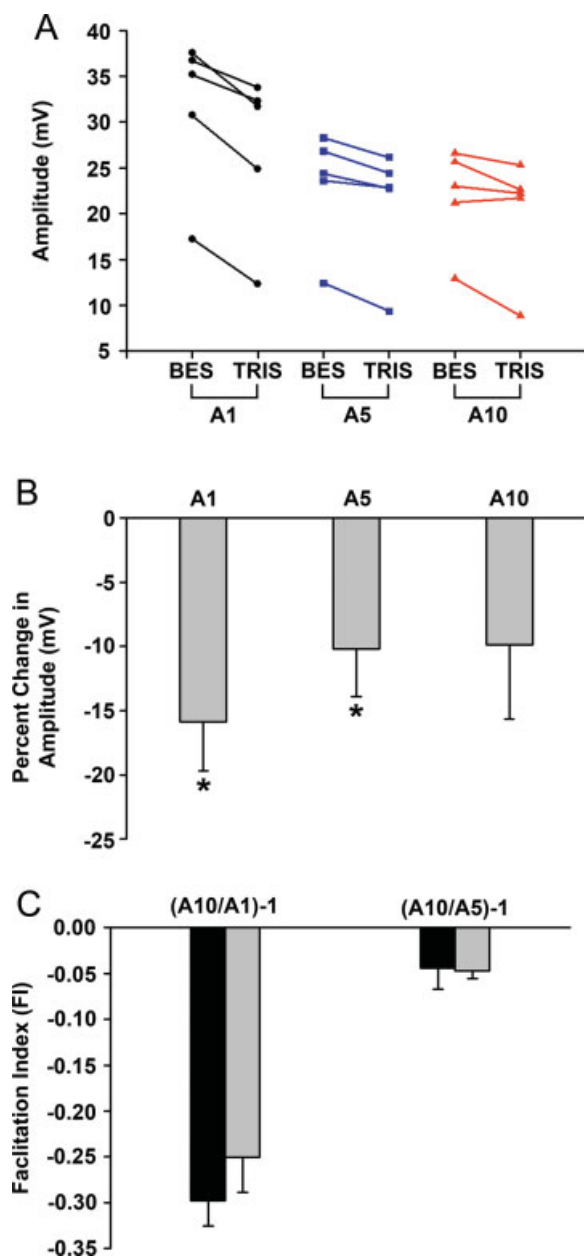 A
Amplitude (mV)
40
35
30
25
20
15
10
5
BES TRIS BES TRIS BES TRIS
A1 A5 A10
B
A1 A5 A10
Percent Change in
Amplitude (mV)
0
-5
-10
-15
-20
-25
*
*
C
(A10/A1)-1 (A10/A5)-1
Faclitation Index (FI)
0.00
-0.05
-0.10
-0.15
-0.20
-0.25
-0.30
-0.35